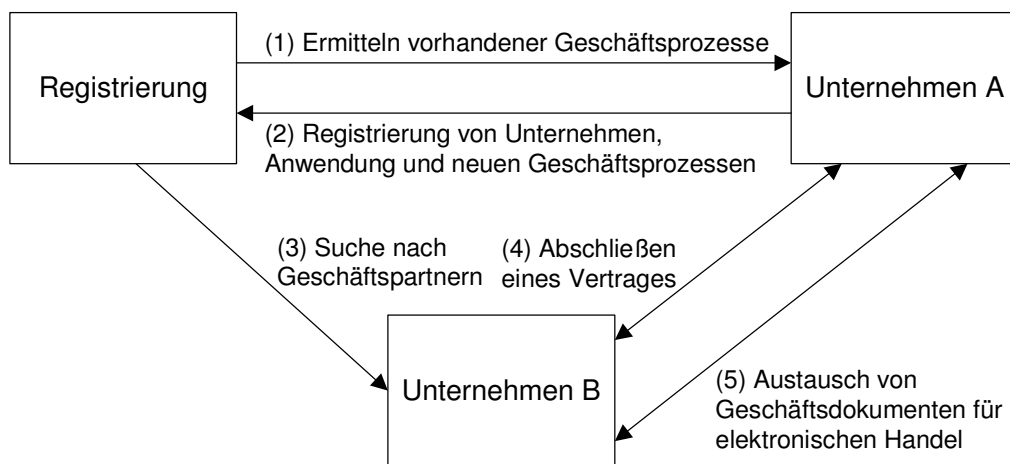 (1) Ermitteln vorhandener Geschäftsprozesse
Registrierung
Unternehmen A
(2) Registrierung von Unternehmen,
Anwendung und neuen Geschäftsprozessen
(3) Suche nach
Geschäftspartnern
(4) Abschließen
eines Vertrages
Unternehmen B
(5) Austausch von
Geschäftsdokumenten für
elektronischen Handel